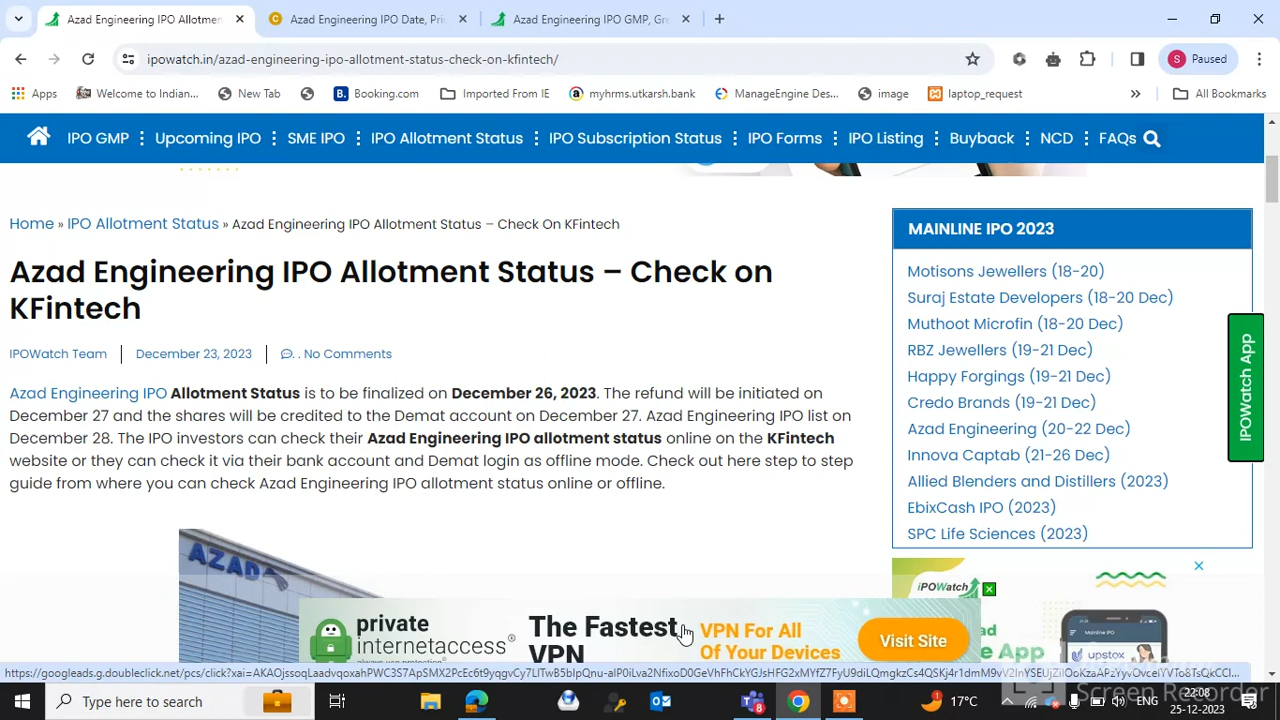 Azad Engineering IPO Allotmen
Azad Engineering IPO Date, Pri
Azad Engineering IPO GMP, Gre
ipowatch.in/azad-engineering-ipo-allotment-status-check-on-kfintech/
S Paused
Apps
Welcome to Indian...
New Tab
B. Booking.com
Imported From IE
a myhrms.utkarsh.bank
ManageEngine Des...
image
laptop_request
»
All Bookmarks
IPO GMP
Upcoming IPO
SME IPO
IPO Allotment Status
IPO Subscription Status
IPO Forms
IPO Listing
Buyback
NCD
FAQs
Home » IPO Allotment Status » Azad Engineering IPO Allotment Status – Check On KFintech
Azad Engineering IPO Allotment Status – Check on
KFintech
IPOWatch Team
December 23, 2023
. No Comments
Azad Engineering IPO Allotment Status is to be finalized on December 26, 2023. The refund will be initiated on
December 27 and the shares will be credited to the Demat account on December 27. Azad Engineering IPO list on
December 28. The IPO investors can check their Azad Engineering IPO allotment status online on the KFintech
website or they can check it via their bank account and Demat login as offline mode. Check out here step to step
guide from where you can check Azad Engineering IPO allotment status online or offline.
MAINLINE IPO 2023
Motisons Jewellers (18-20)
Suraj Estate Developers (18-20 Dec)
Muthoot Microfin (18-20 Dec)
RBZ Jewellers (19-21 Dec)
Happy Forgings (19-21 Dec)
Credo Brands (19-21 Dec)
Azad Engineering (20-22 Dec)
Innova Captab (21-26 Dec)
Allied Blenders and Distillers (2023)
EbixCash IPO (2023)
SPC Life Sciences (2023)
IPOWatch App
AZAD
private
internetaccess®
always vpn protection
The Fastest
VPN
VPN For All
Of Your Devices
Visit Site
iPOWatch
Mainline IPO
upstox
Screen Recorder
Type here to search
17°C
22:08
25-12-2023